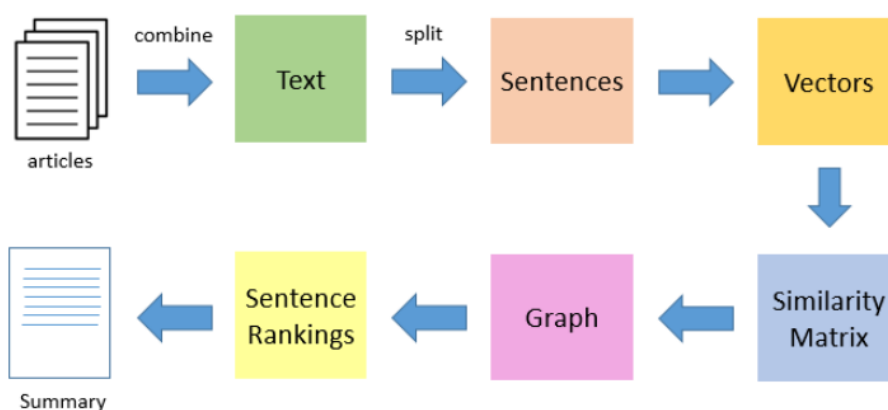 combine
split
Text
Sentences
Vectors
articles
Similarity
Matrix
Graph
Sentence
Rankings
Summary